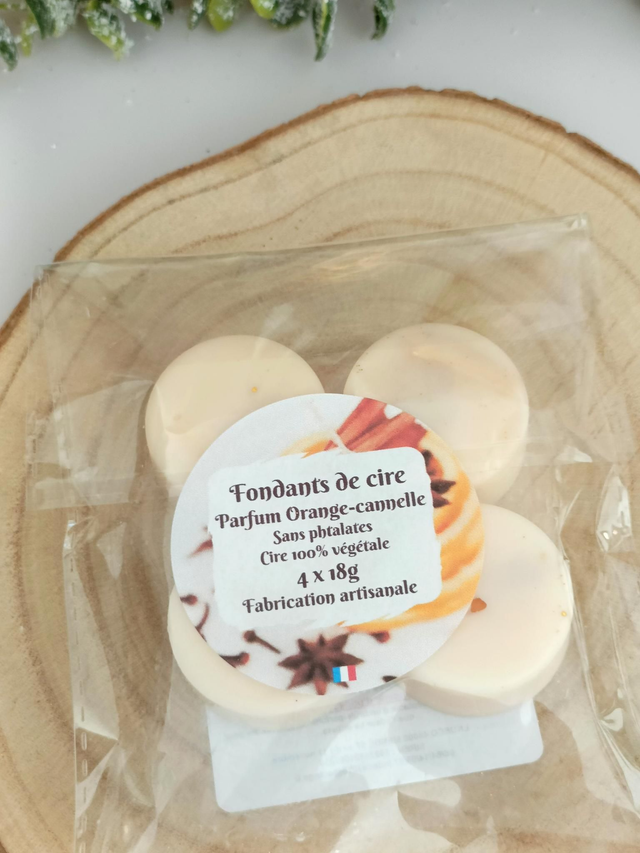 Fondants de cire
Parfum Orange-cannelle
Sans phtalates
Cire 100% végétale
4 x 18g
Fabrication artisanale